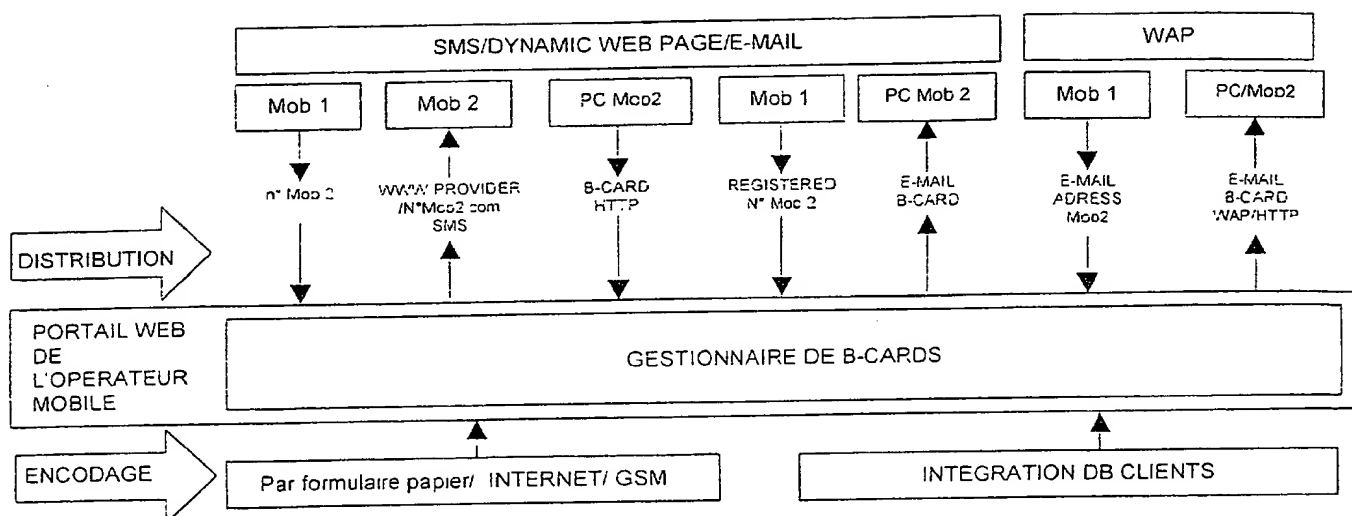 SMS/DYNAMIC WEB PAGE/E-MAIL
WAP
Mob 1
Mob 2
PC Mob2
Mob 1
PC Mob 2
Mob 1
PC/Mob2
n° Mob 2
WWW PROVIDER
/N°Mob2 com
SMS
B-CARD
HTTP
REGISTERED
N° Mob 2
E-MAIL
B-CARD
E-MAIL
ADRESS
Mob2
E-MAIL
B-CARD
WAP/HTTP
DISTRIBUTION
PORTAIL WEB
DE
L'OPERATEUR
MOBILE
GESTIONNAIRE DE B-CARDS
ENCODAGE
Par formulaire papier/ INTERNET/ GSM
INTEGRATION DB CLIENTS